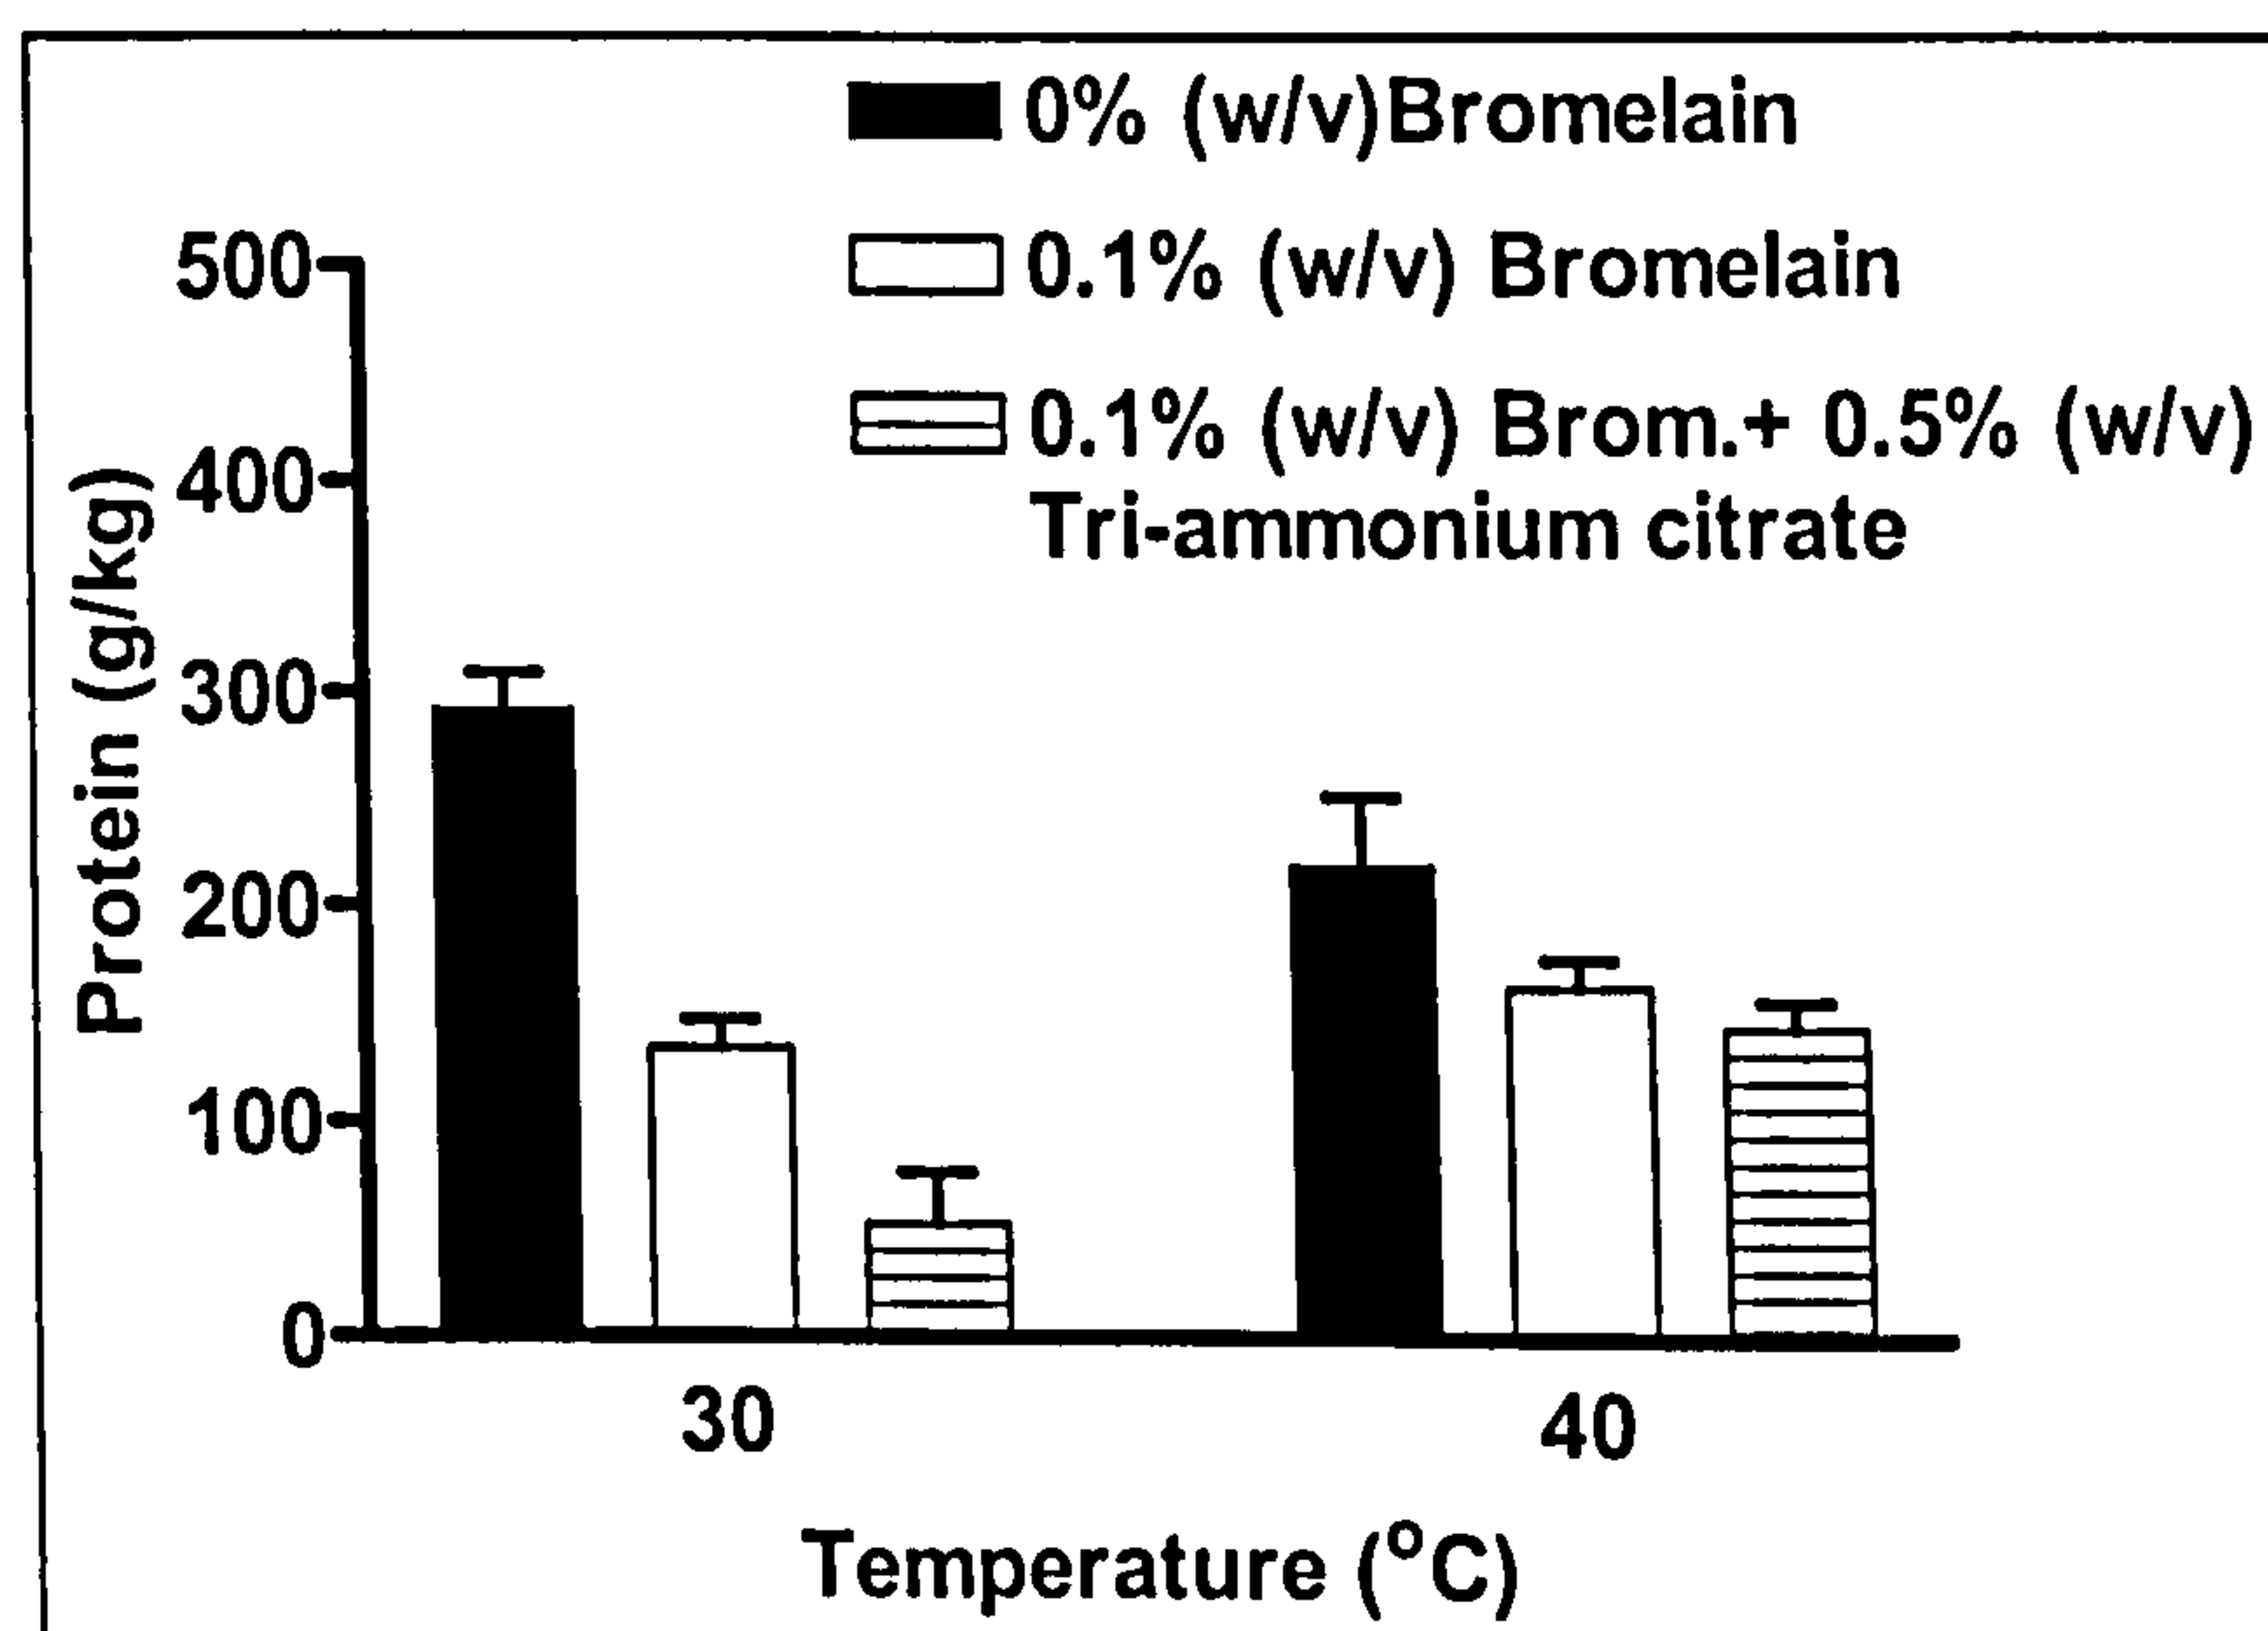 0% (w/v)Bromelain
0.1% (w/v) Bromelain
0.1% (w/v) Brom.+ 0.5% (w/v)
Tri-ammonium citrate
Protein (g/kg)
500
400
300
200
100
0
30 40
Temperature (°C)